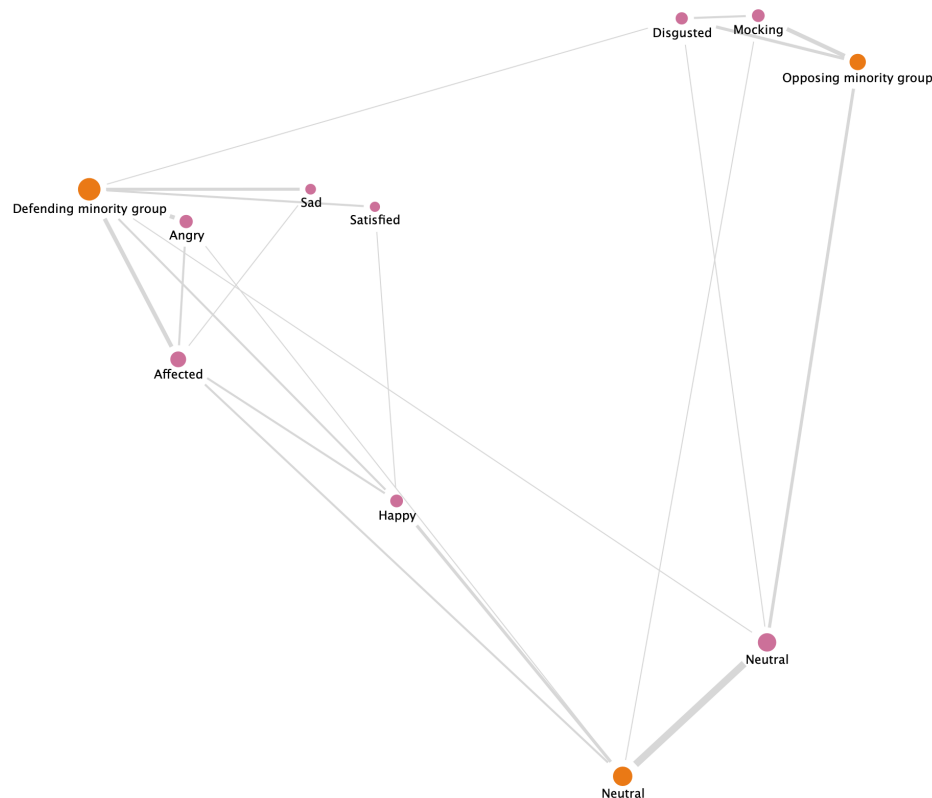 Disgusted
Mocking
Opposing minority group
Defending minority group
Sad
Satisfied
Angry
Affected
Happy
Neutral
Neutral